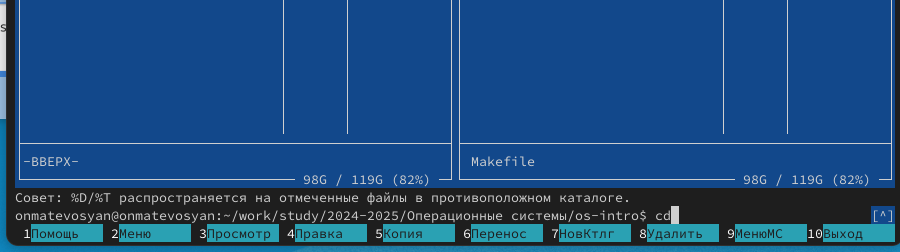 s
-ВВЕРХ-
Makefile
98G / 119G (82%)
98G / 119G (82%)
Совет: %D/%T распространяется на отмеченные файлы в противоположном каталоге.
onmatevosyan@onmatevosyan:~/work/study/2024-2025/Операционные системы/os-intro$ cd
[^]
1Помощь 2Меню 3Просмотр 4Правка 5Копия 6Перенос 7НовКтлг 8Удалить 9МенюMC 10Выход